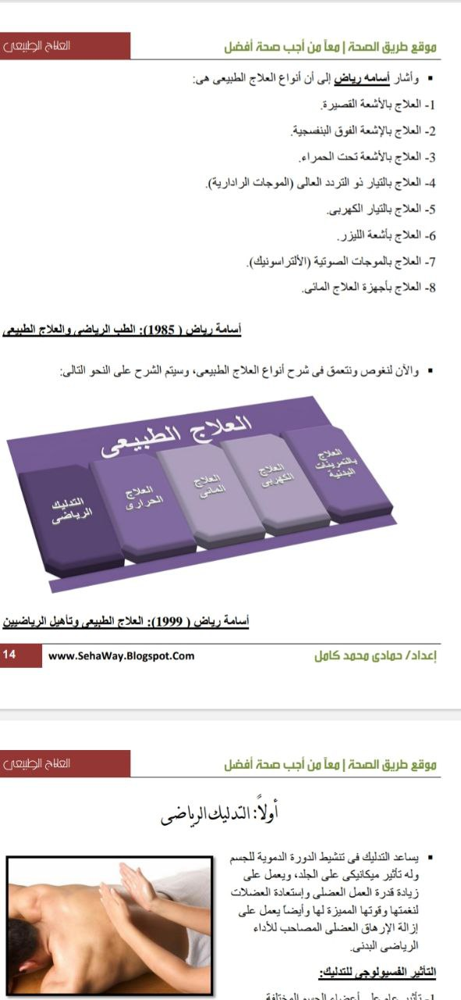 موقع طريق الصحة | معاً من أجب صحة أفضل
العلاج الطبيعى
وأشار أسامه رياض إلى أن أنواع العلاج الطبيعى هى:
1- العلاج بالأشعة القصيرة.
2- العلاج بالإشعة الفوق البنفسجية.
3- العلاج بالأشعة تحت الحمراء.
4- العلاج بالتيار ذو التردد العالى (الموجات الرادارية).
5- العلاج بالتيار الكهربى.
6- العلاج بأشعة الليزر.
7- العلاج بالموجات الصوتية (الألتراسونيك).
8- العلاج بأجهزة العلاج المائى.
أسامة رياض ( 1985): الطب الرياضى والعلاج الطبيعى
والآن لنغوص ونتعمق فى شرح أنواع العلاج الطبيعى، وسيتم الشرح على النحو التالى:
العلاج الطبيعى
العلاج
بالتمرينات
البدنية
العلاج
الكهربى
العلاج
المائى
العلاج
الحرارى
التدليك
الرياضى
أسامة رياض ( 1999): العلاج الطبيعى وتأهيل الرياضيين
إعداد/ حمادى محمد كامل
www.SehaWay.Blogspot.Com
14
موقع طريق الصحة | معاً من أجب صحة أفضل
العلاج الطبيعى
أولاً: التدليك الرياضى
يساعد التدليك فى تنشيط الدورة الدموية للجسم
وله تأثير ميكانيكى على الجلد، ويعمل على
زيادة قدرة العمل العضلى وإستعادة العضلات
لنغمتها وقوتها المميزة لها وأيضاً يعمل على
إزالة الإرهاق العضلى المصاحب للأداء
الرياضى البدنى.
التأثير الفسيولوجى للتدليك:
1- تأثير عام على أعضاء الجسم المختلفة